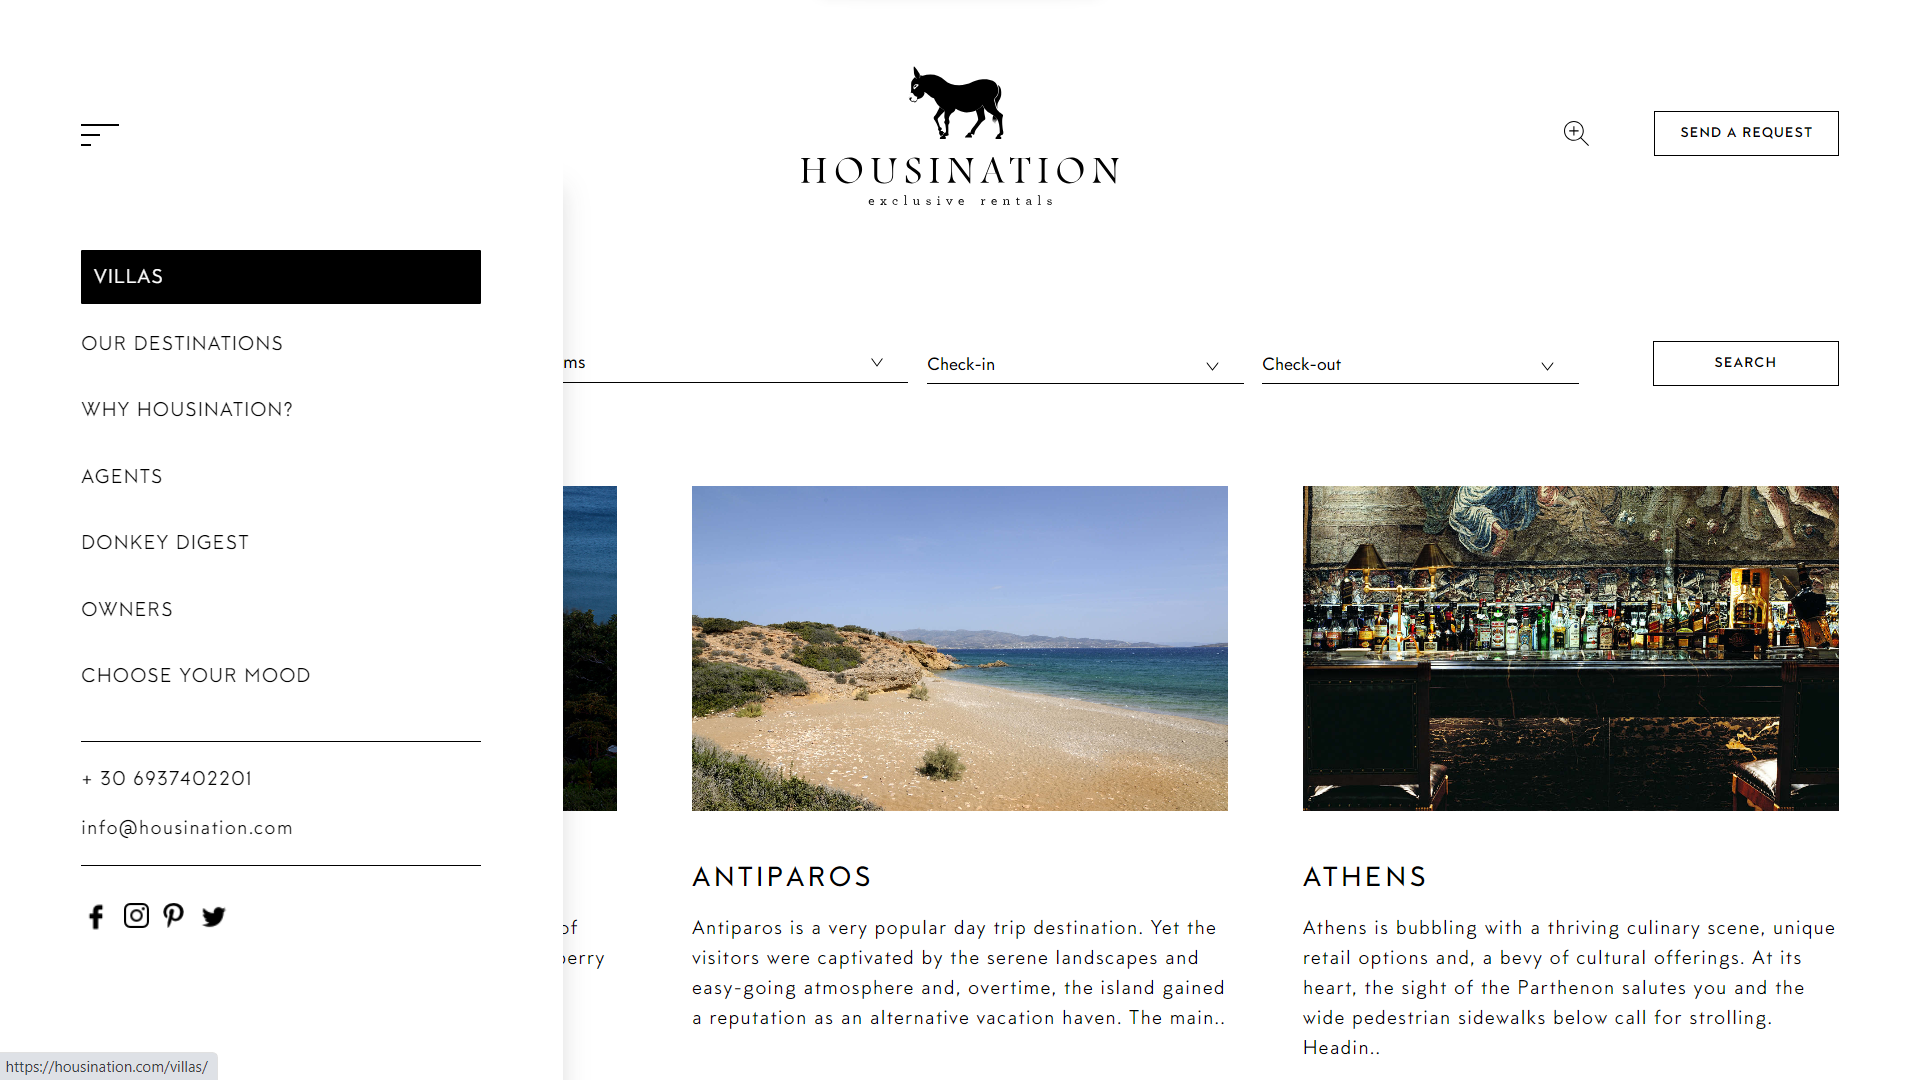 HOUSINATION
exclusive rentals
SEND A REQUEST
VILLAS
OUR DESTINATIONS
WHY HOUSINATION?
AGENTS
DONKEY DIGEST
OWNERS
CHOOSE YOUR MOOD
+ 30 6937402201
info@housination.com
ms
Check-in
Check-out
SEARCH
of
berry
ANTIPAROS
Antiparos is a very popular day trip destination. Yet the
visitors were captivated by the serene landscapes and
easy-going atmosphere and, overtime, the island gained
a reputation as an alternative vacation haven. The main..
ATHENS
Athens is bubbling with a thriving culinary scene, unique
retail options and, a bevy of cultural offerings. At its
heart, the sight of the Parthenon salutes you and the
wide pedestrian sidewalks below call for strolling.
Headin..
https://housination.com/villas/